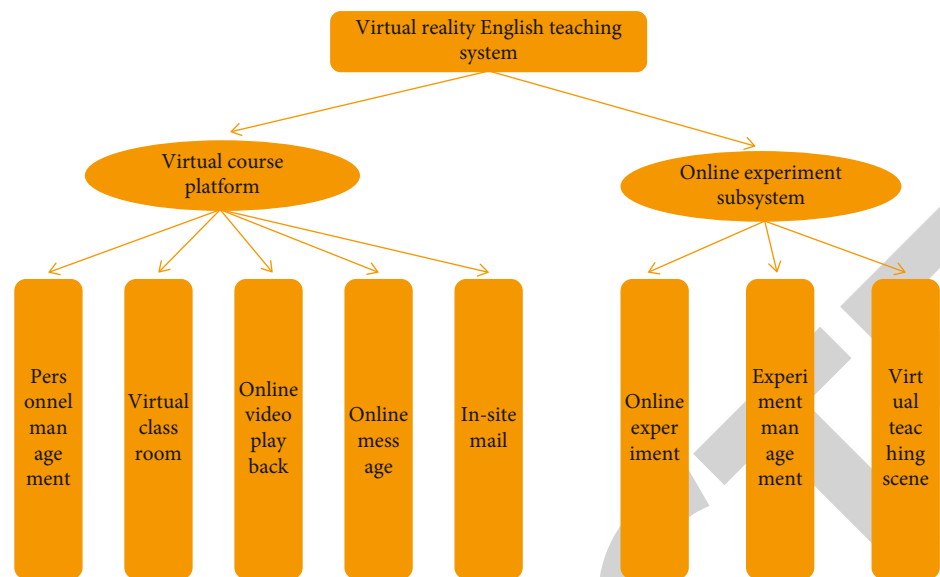 Virtual reality English teaching
system
Virtual course
platform
Online experiment
subsystem
Pers
onnel
man
age
ment
Virtual
class
room
Online
video
play
back
Online
mess
age
In-site
mail
Online
exper
iment
Experi
ment
man
age
ment
Virt
ual
teac
hing
scene